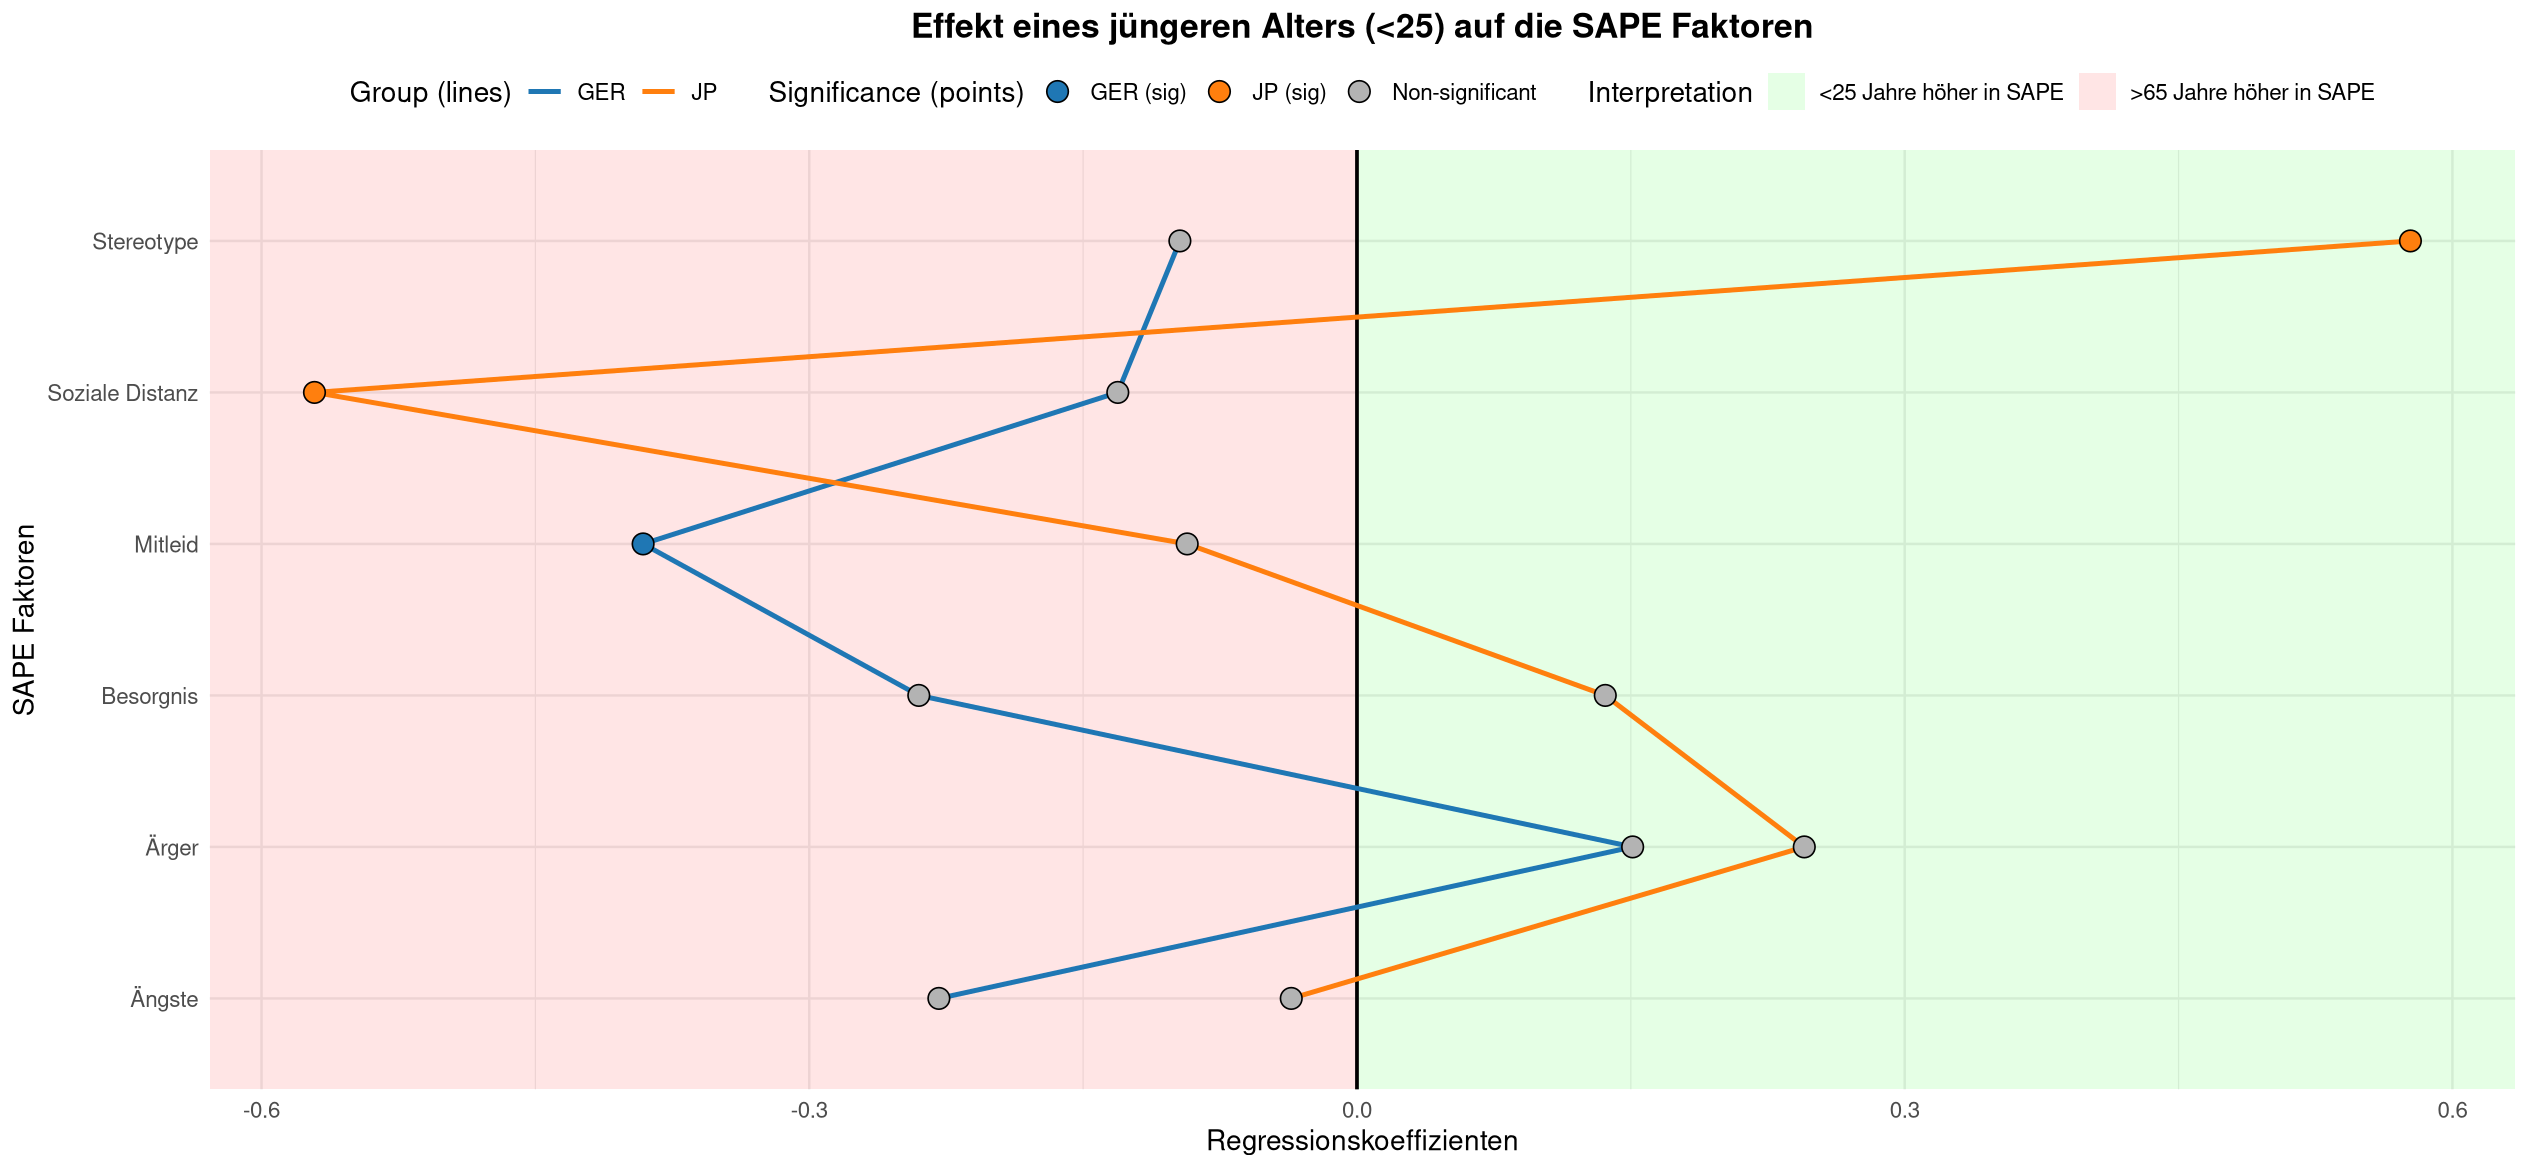 Effekt eines jüngeren Alters (<25) auf die SAPE Faktoren
Group (lines) GER JP Significance (points) GER (sig) JP (sig) Non-significant Interpretation <25 Jahre höher in SAPE >65 Jahre höher in SAPE
SAPE Faktoren
Stereotype
Soziale Distanz
Mitleid
Besorgnis
Ärger
Ängste
-0.6 -0.3 0.0 0.3 0.6
Regressionskoeffizienten